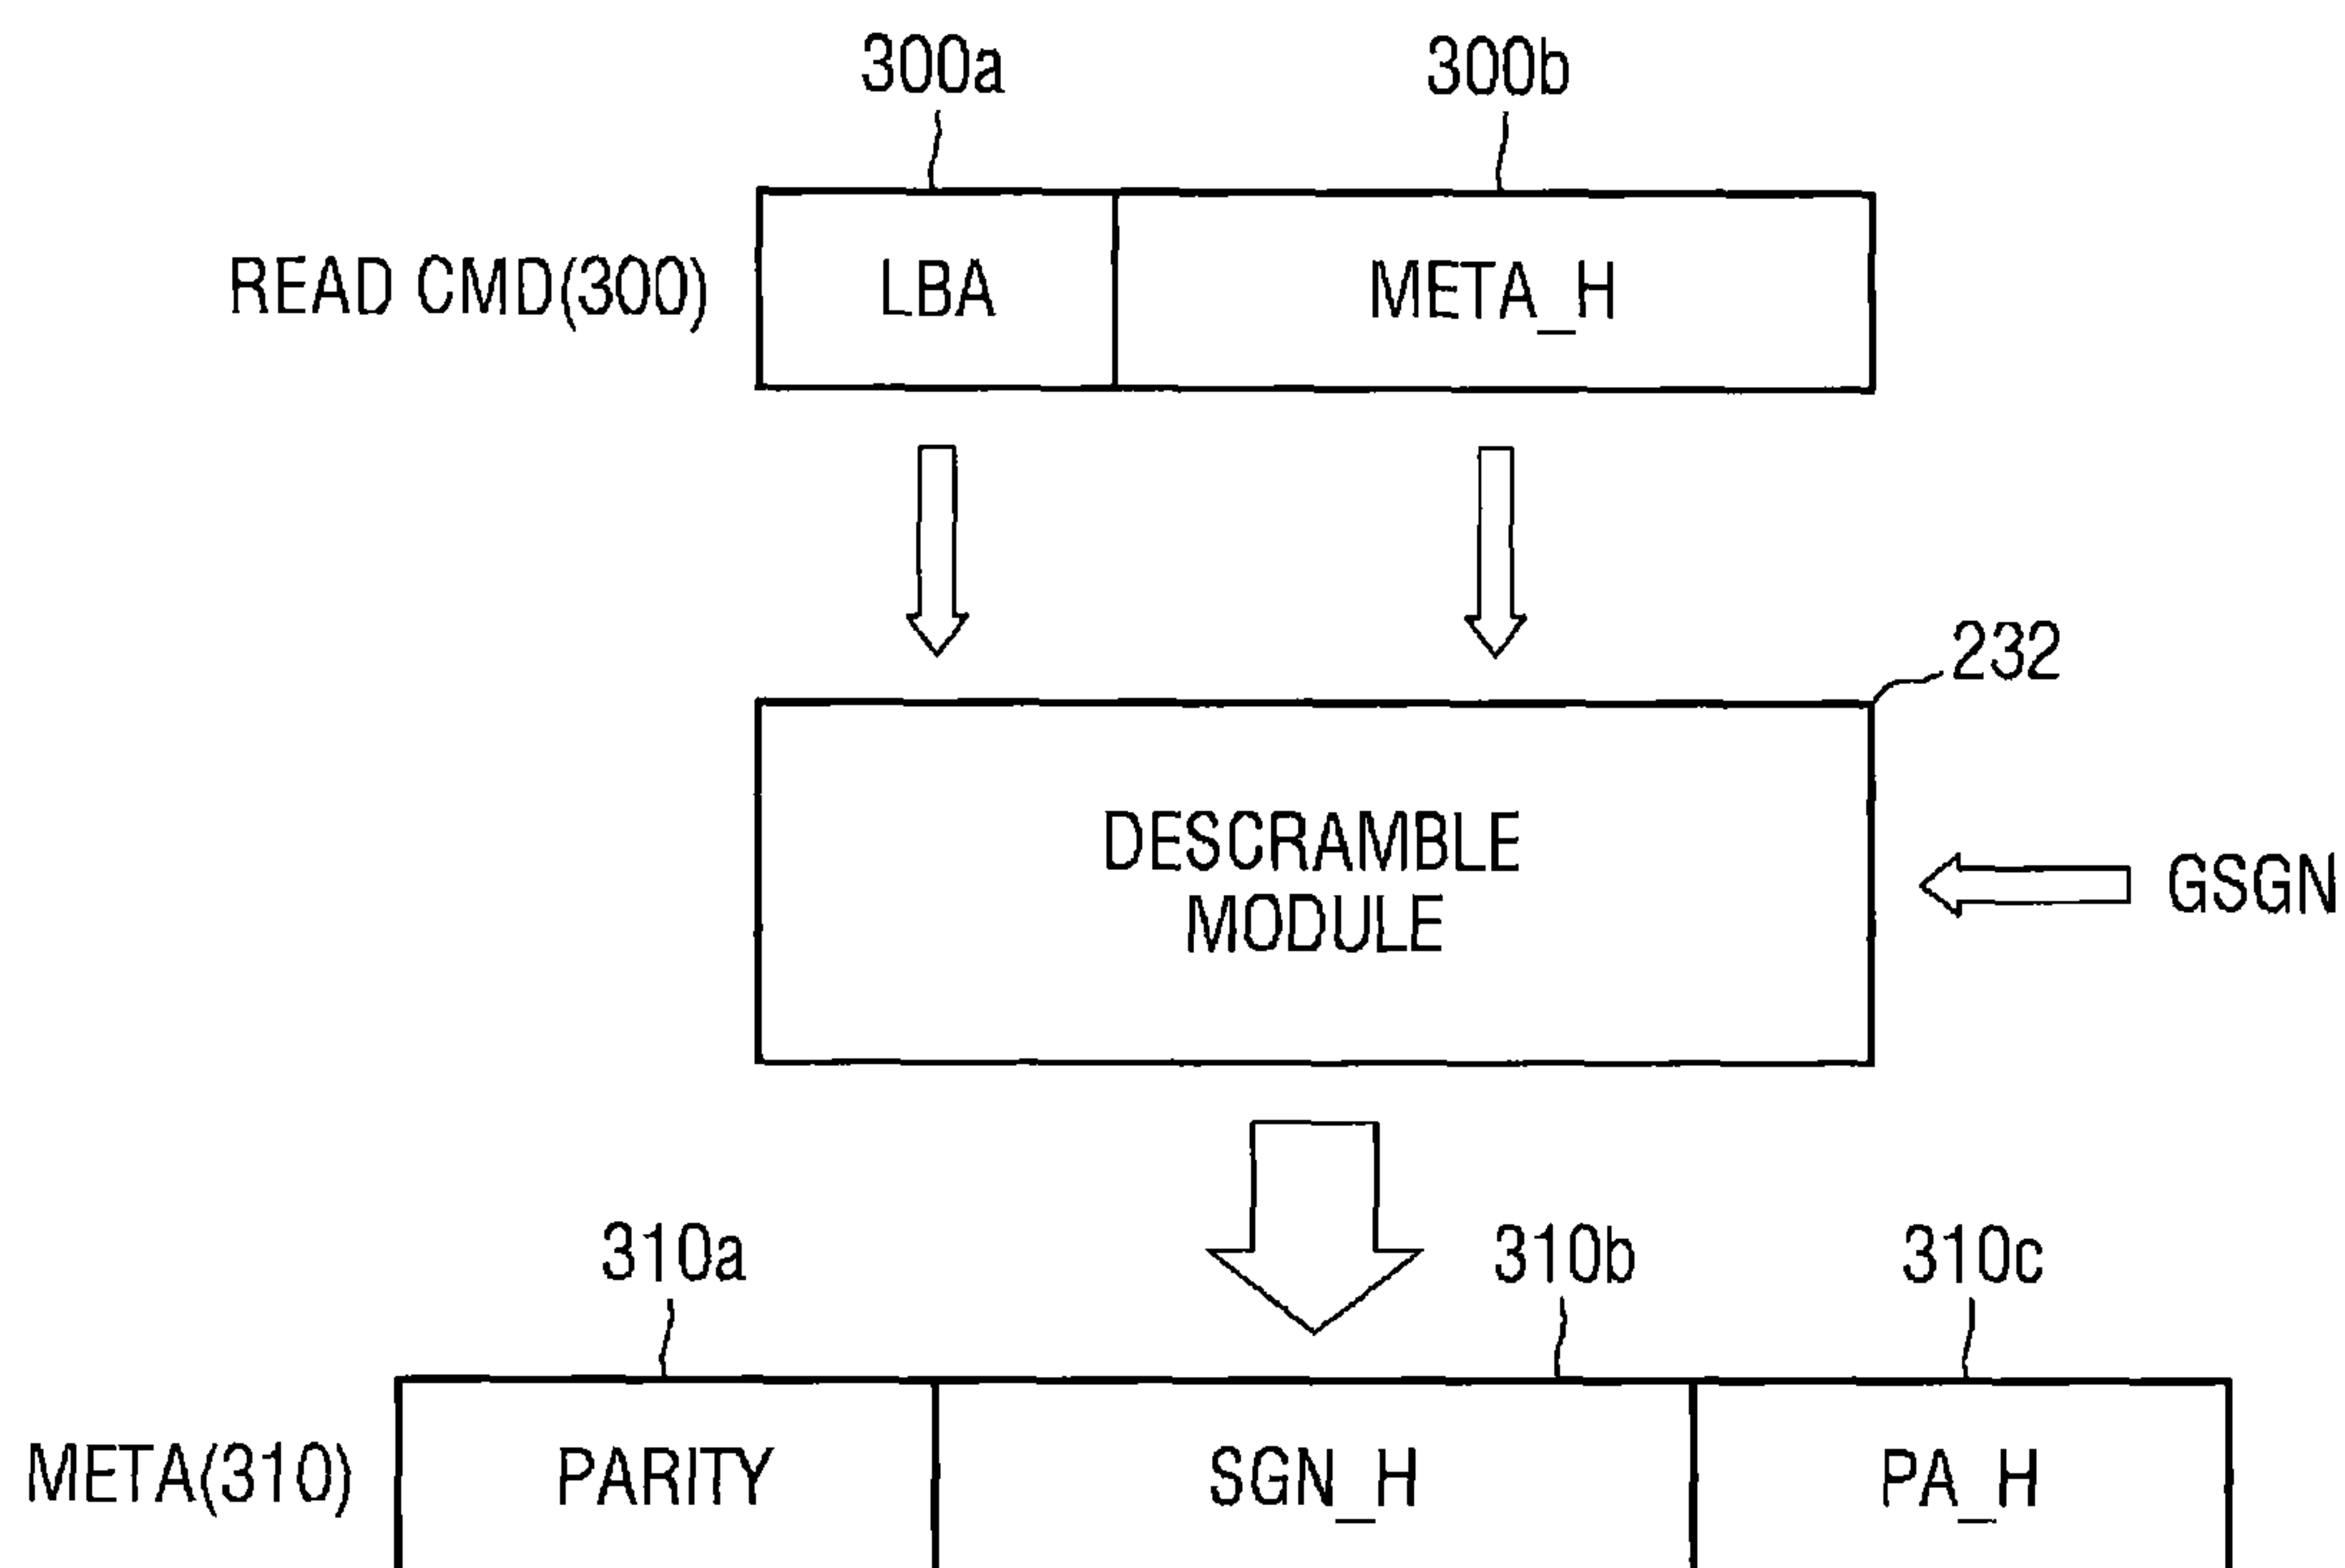 300a 300b
READ CMD(300) LBA META_H
232
DESCRAMBLE
MODULE
GSGN
310a 310b 310c
META(310) PARITY SGN_H PA_H